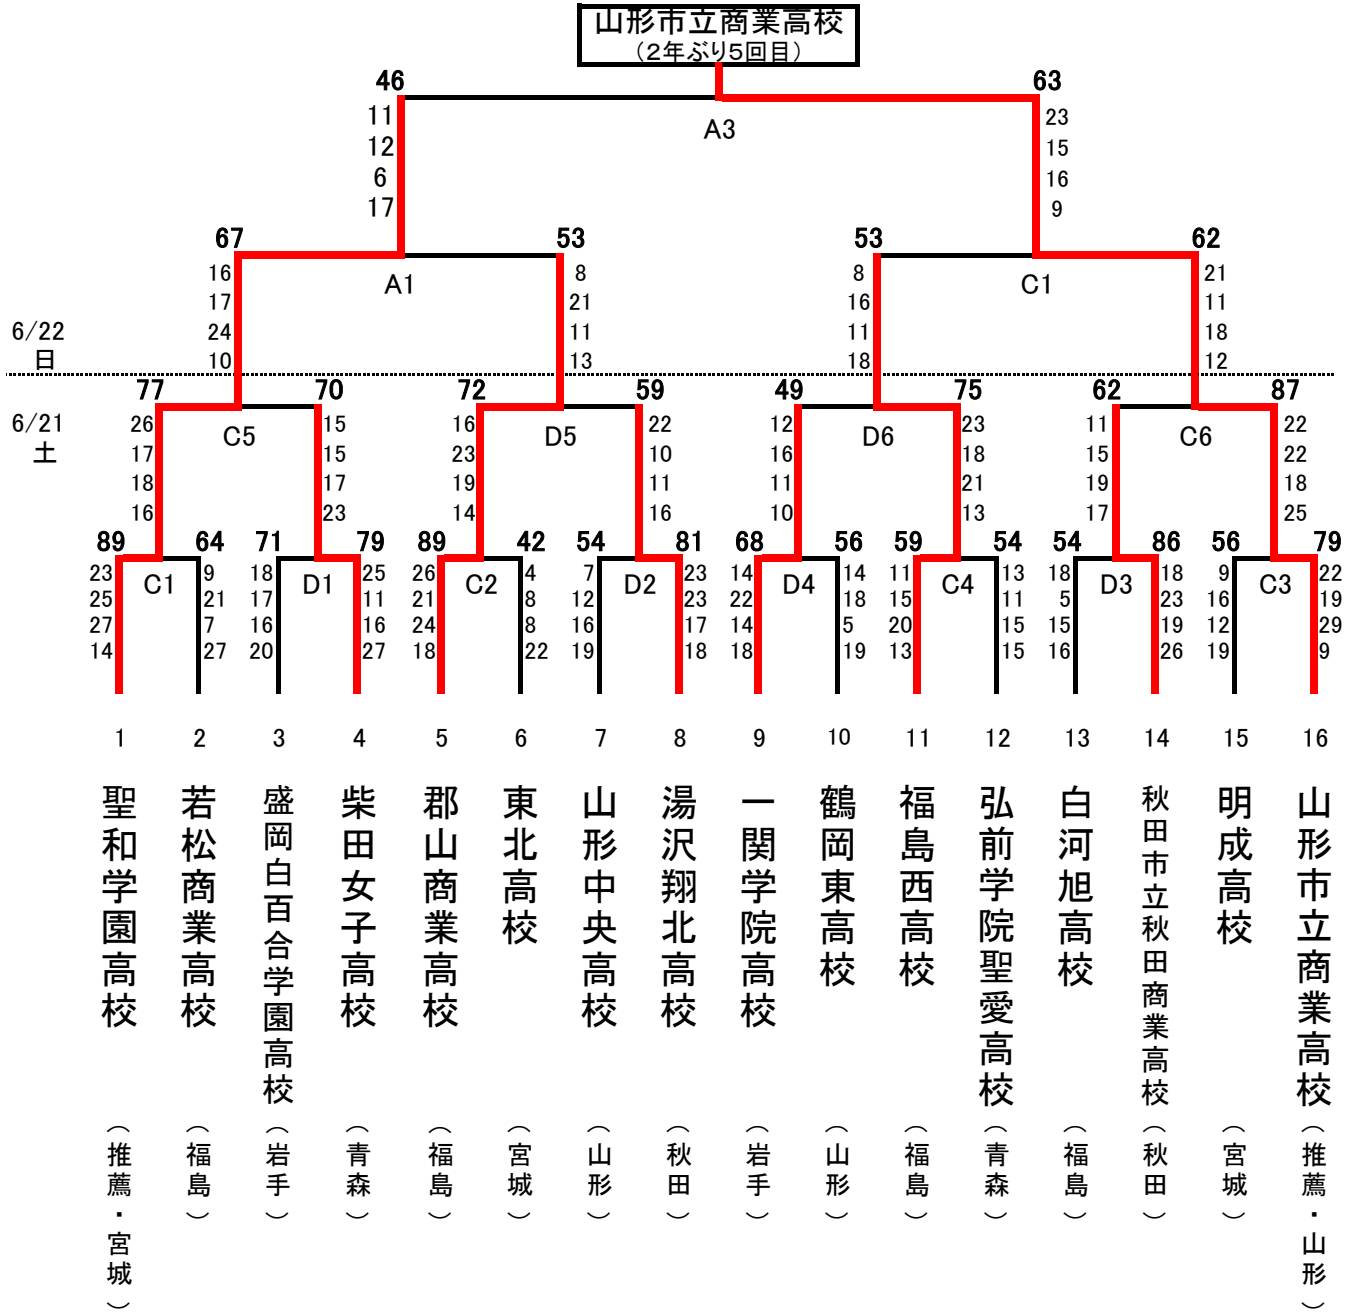 山形市立商業高校
（2年ぶり5回目）
46 63
11 23
12 A3 15
6 16
17 9
67 53 53 62
16 8 8 21
A1 C1
17 21 16 11
6/22 24 11 11 18
日 10 13 18 12
77 70 72 59 49 75 62 87
6/21 26 15 16 22 12 23 11 22
C5 D5 D6 C6
土 17 15 23 10 16 18 15 22
18 17 19 11 11 21 19 18
16 23 14 16 10 13 17 25
89 64 71 79 89 42 54 81 68 56 59 54 54 86 56 79
23 9 18 25 26 4 7 23 14 14 11 13 18 18 9 22
C1 D1 C2 D2 D4 C4 D3 C3
25 21 17 11 21 8 12 23 22 18 15 11 5 23 16 19
27 7 16 16 24 8 16 17 14 5 20 15 15 19 12 29
14 27 20 27 18 22 19 18 18 19 13 15 16 26 19 9
1 2 3 4 5 6 7 8 9 10 11 12 13 14 15 16
聖和学園高校
（推薦・宮城）
若松商業高校
（福島）
盛岡白百合学園高校
（岩手）
柴田女子高校
（青森）
郡山商業高校
（福島）
東北高校
（宮城）
山形中央高校
（山形）
湯沢翔北高校
（秋田）
一関学院高校
（岩手）
鶴岡東高校
（山形）
福島西高校
（福島）
弘前学院聖愛高校
（青森）
白河旭高校
（福島）
秋田市立秋田商業高校
（秋田）
明成高校
（宮城）
山形市立商業高校
（推薦・山形）